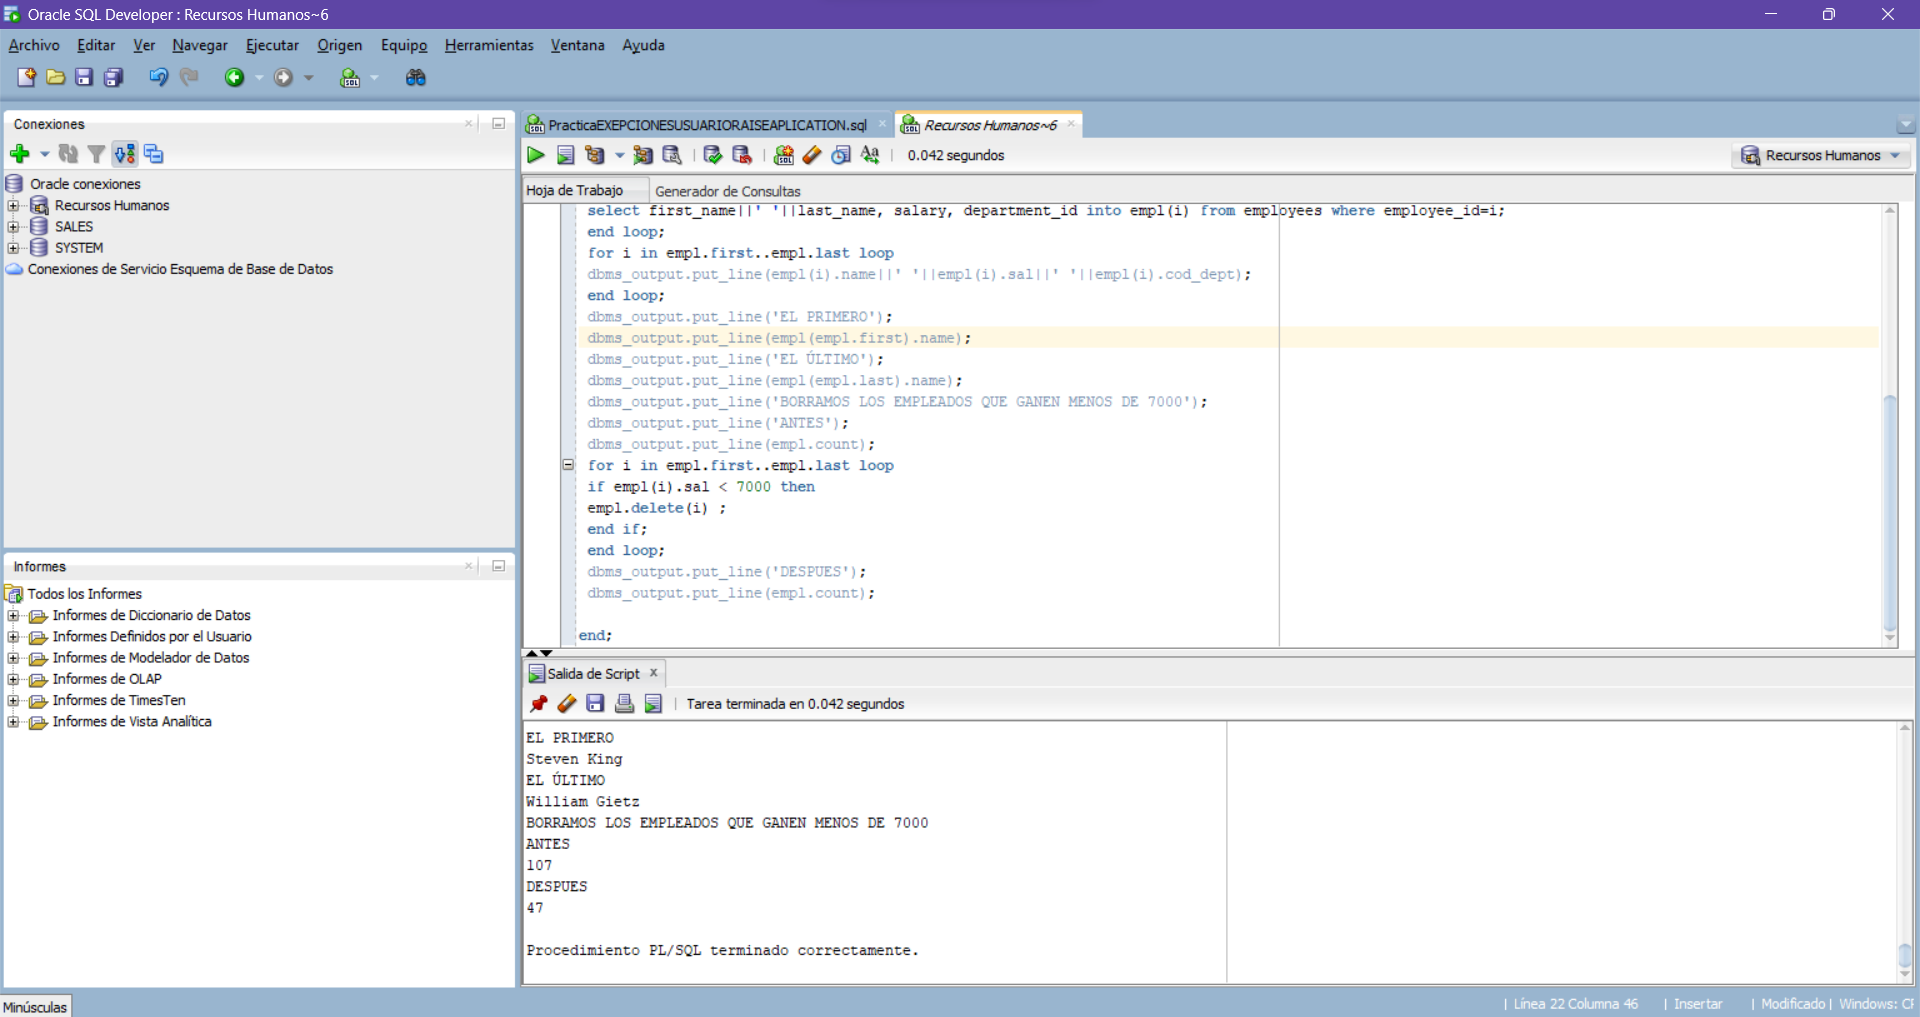 Oracle SQL Developer : Recursos Humanos~6
Archivo Editar Ver Navegar Ejecutar Origen Equipo Herramientas Ventana Ayuda
Conexiones
Oracle conexiones
Recursos Humanos
SALES
SYSTEM
Conexiones de Servicio Esquema de Base de Datos
Informes
Todos los Informes
Informes de Diccionario de Datos
Informes Definidos por el Usuario
Informes de Modelador de Datos
Informes de OLAP
Informes de TimesTen
Informes de Vista Analítica
PracticaEXEPCIONESUSUARIORAISEAPLICATION.sql
Recursos Humanos~6
0.042 segundos
Recursos Humanos
Hoja de Trabajo
Generador de Consultas
select first_name||' '||last_name, salary, department_id into empl(i) from employees where employee_id=i;
end loop;
for i in empl.first..empl.last loop
dbms_output.put_line(empl(i).name||' '||empl(i).sal||' '||empl(i).cod_dept);
end loop;
dbms_output.put_line('EL PRIMERO');
dbms_output.put_line(empl(empl.first).name);
dbms_output.put_line('EL ÚLTIMO');
dbms_output.put_line(empl(empl.last).name);
dbms_output.put_line('BORRAMOS LOS EMPLEADOS QUE GANEN MENOS DE 7000');
dbms_output.put_line('ANTES');
dbms_output.put_line(empl.count);
for i in empl.first..empl.last loop
if empl(i).sal < 7000 then
empl.delete(i) ;
end if;
end loop;
dbms_output.put_line('DESPUES');
dbms_output.put_line(empl.count);
end;
Salida de Script
Tarea terminada en 0.042 segundos
EL PRIMERO
Steven King
EL ÚLTIMO
William Gietz
BORRAMOS LOS EMPLEADOS QUE GANEN MENOS DE 7000
ANTES
107
DESPUES
47
Procedimiento PL/SQL terminado correctamente.
Minúsculas
| Línea 22 Columna 46 | Insertar | Modificado | Windows: